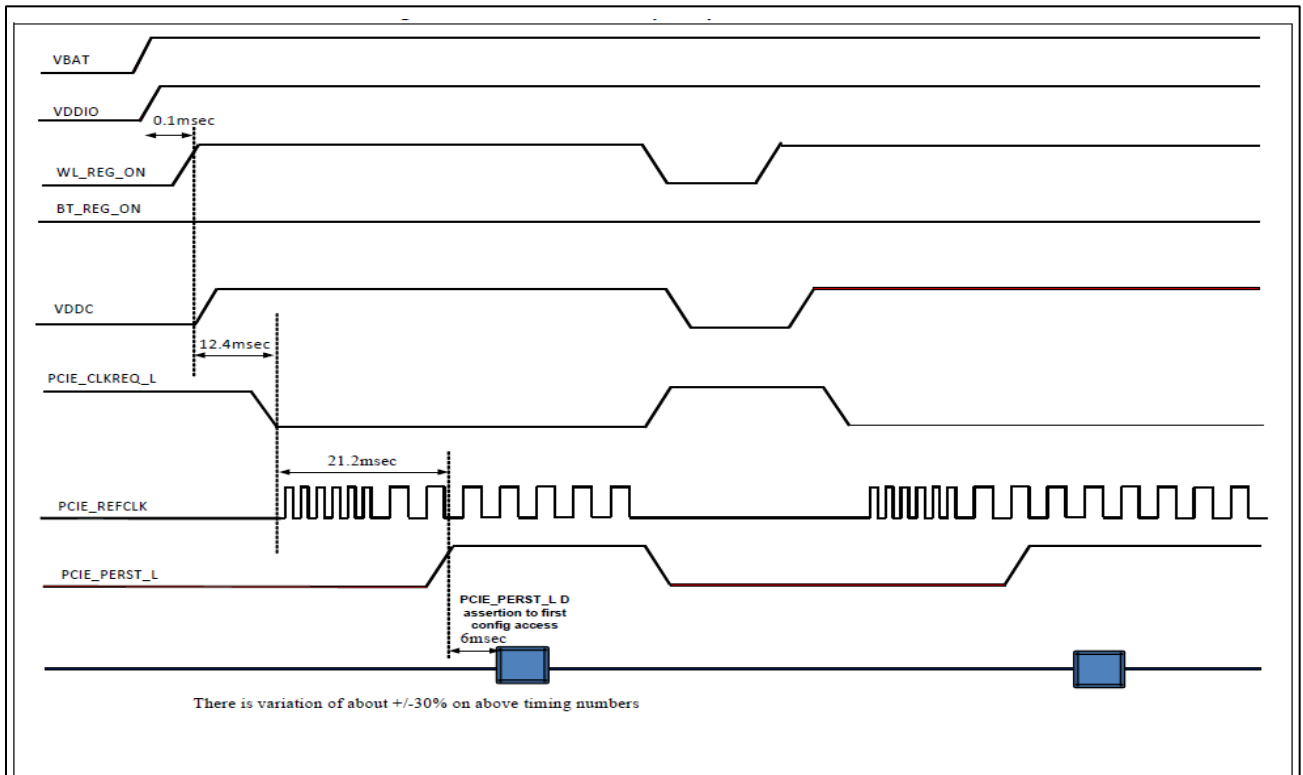 VBAT
VDDIO
0.1msec
WL_REG_ON
BT_REG_ON
VDDC
12.4msec
PCIE_CLKREQ_L
21.2msec
PCIE_REFCLK
PCIE_PERST_L
PCIE_PERST_L D
assertion to first
config access
6msec
There is variation of about +/-30% on above timing numbers